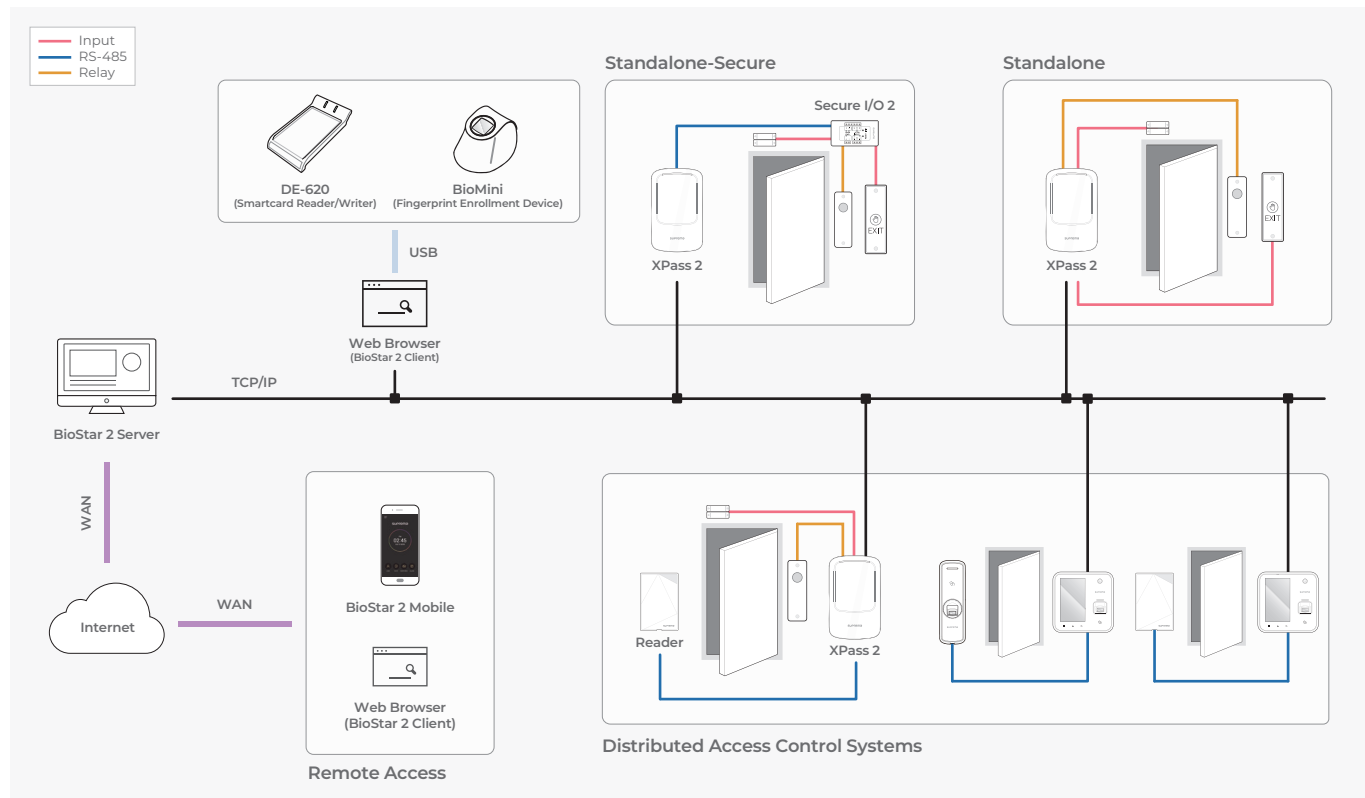 Input
RS-485
Relay
DE-620
(Smartcard Reader/Writer)
BioMini
(Fingerprint Enrollment Device)
USB
Web Browser
(BioStar 2 Client)
TCP/IP
BioStar 2 Server
WAN
Internet
WAN
BioStar 2 Mobile
Web Browser
(BioStar 2 Client)
Remote Access
Standalone-Secure
Secure I/O 2
EXIT
XPass 2
Standalone
EXIT
XPass 2
Reader
XPass 2
Distributed Access Control Systems